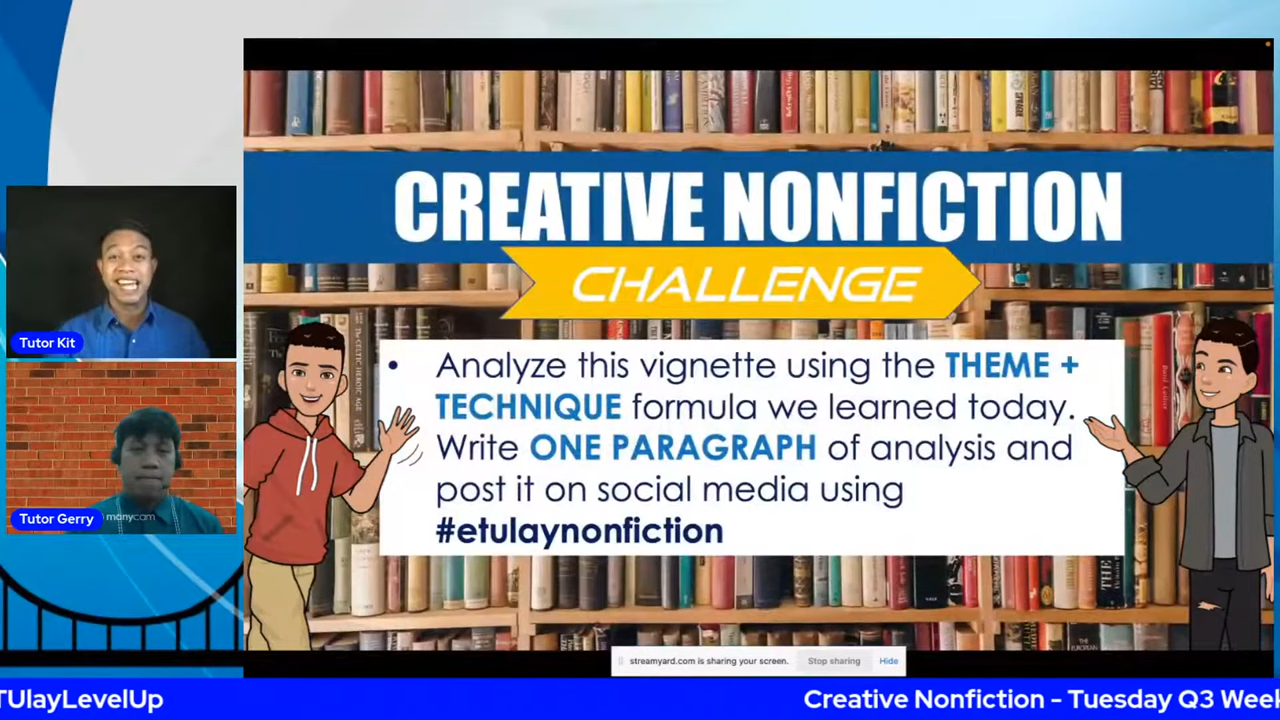 CREATIVE NONFICTION
CHALLENGE
• Analyze this vignette using the THEME +
TECHNIQUE formula we learned today.
Write ONE PARAGRAPH of analysis and
post it on social media using
#etulaynonfiction
Tutor Kit
Tutor Gerry
manycam
streamyard.com is sharing your screen. Stop sharing Hide
TUlayLevelUp
Creative Nonfiction - Tuesday Q3 Week